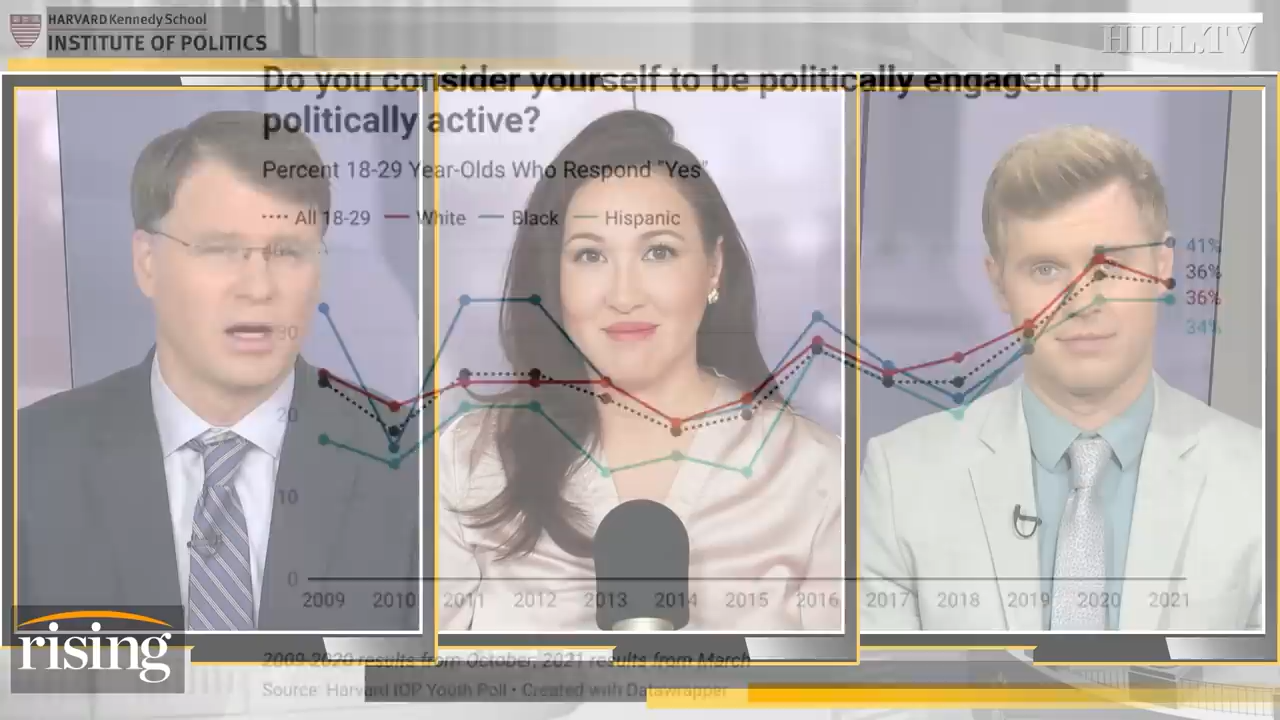 HARVARD Kennedy School
INSTITUTE OF POLITICS
HILL.TV
Do you consider yourself to be politically engaged or
politically active?
Percent 18-29 Year-Olds Who Respond "Yes"
All 18-29 White Black Hispanic
40
41%
36%
36%
30
34%
20
10
0
2009 2010 2011 2012 2013 2014 2015 2016 2017 2018 2019 2020 2021
rising
2009-2020 results from October, 2021 results from March
Source: Harvard IOP Youth Poll • Created with Datawrapper